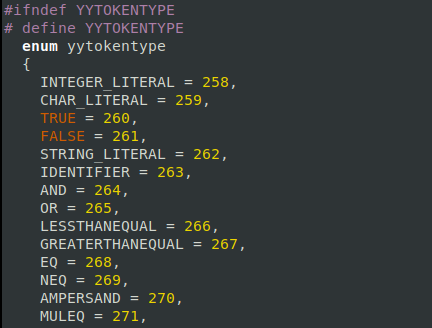 #ifndef YYTOKENTYPE
# define YYTOKENTYPE
enum yytokentype
{
INTEGER_LITERAL = 258,
CHAR_LITERAL = 259,
TRUE = 260,
FALSE = 261,
STRING_LITERAL = 262,
IDENTIFIER = 263,
AND = 264,
OR = 265,
LESSTHANEQUAL = 266,
GREATERTHANEQUAL = 267,
EQ = 268,
NEQ = 269,
AMPERSAND = 270,
MULEQ = 271,